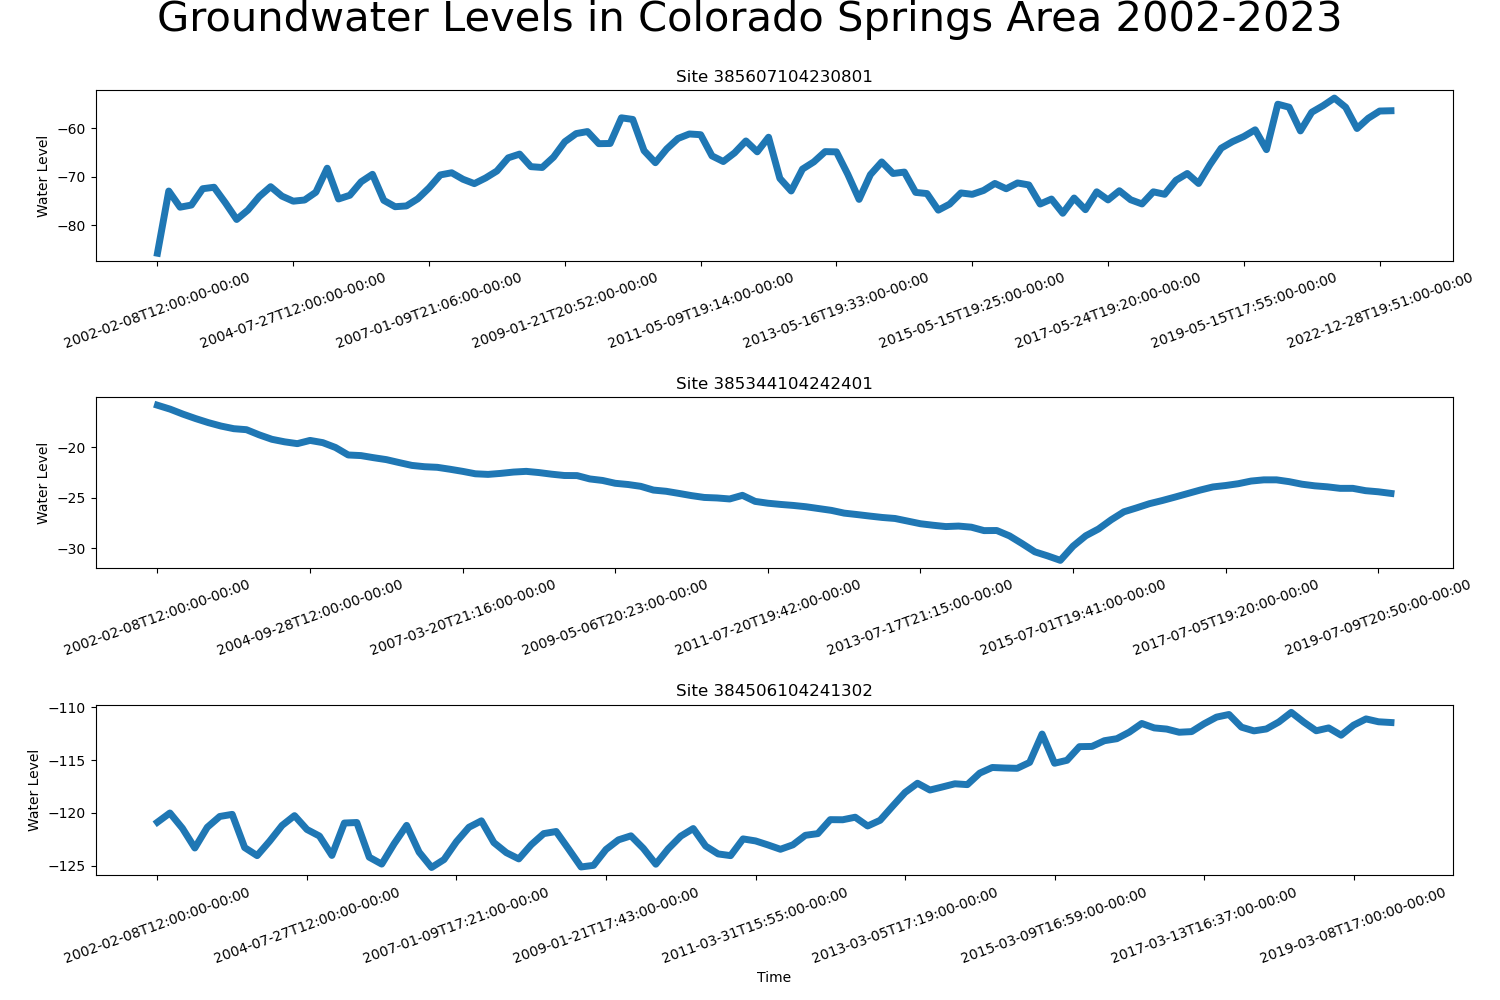 Groundwater Levels in Colorado Springs Area 2002-2023
Site 385607104230801
Water Level
−60
−70
−80
2002-02-08T12:00:00-00:00
2004-07-27T12:00:00-00:00
2007-01-09T21:06:00-00:00
2009-01-21T20:52:00-00:00
2011-05-09T19:14:00-00:00
2013-05-16T19:33:00-00:00
2015-05-15T19:25:00-00:00
2017-05-24T19:20:00-00:00
2019-05-15T17:55:00-00:00
2022-12-28T19:51:00-00:00
Site 385344104242401
Water Level
−20
−25
−30
2002-02-08T12:00:00-00:00
2004-09-28T12:00:00-00:00
2007-03-20T21:16:00-00:00
2009-05-06T20:23:00-00:00
2011-07-20T19:42:00-00:00
2013-07-17T21:15:00-00:00
2015-07-01T19:41:00-00:00
2017-07-05T19:20:00-00:00
2019-07-09T20:50:00-00:00
Site 384506104241302
Water Level
−110
−115
−120
−125
2002-02-08T12:00:00-00:00
2004-07-27T12:00:00-00:00
2007-01-09T17:21:00-00:00
2009-01-21T17:43:00-00:00
2011-03-31T15:55:00-00:00
2013-03-05T17:19:00-00:00
2015-03-09T16:59:00-00:00
2017-03-13T16:37:00-00:00
2019-03-08T17:00:00-00:00
Time